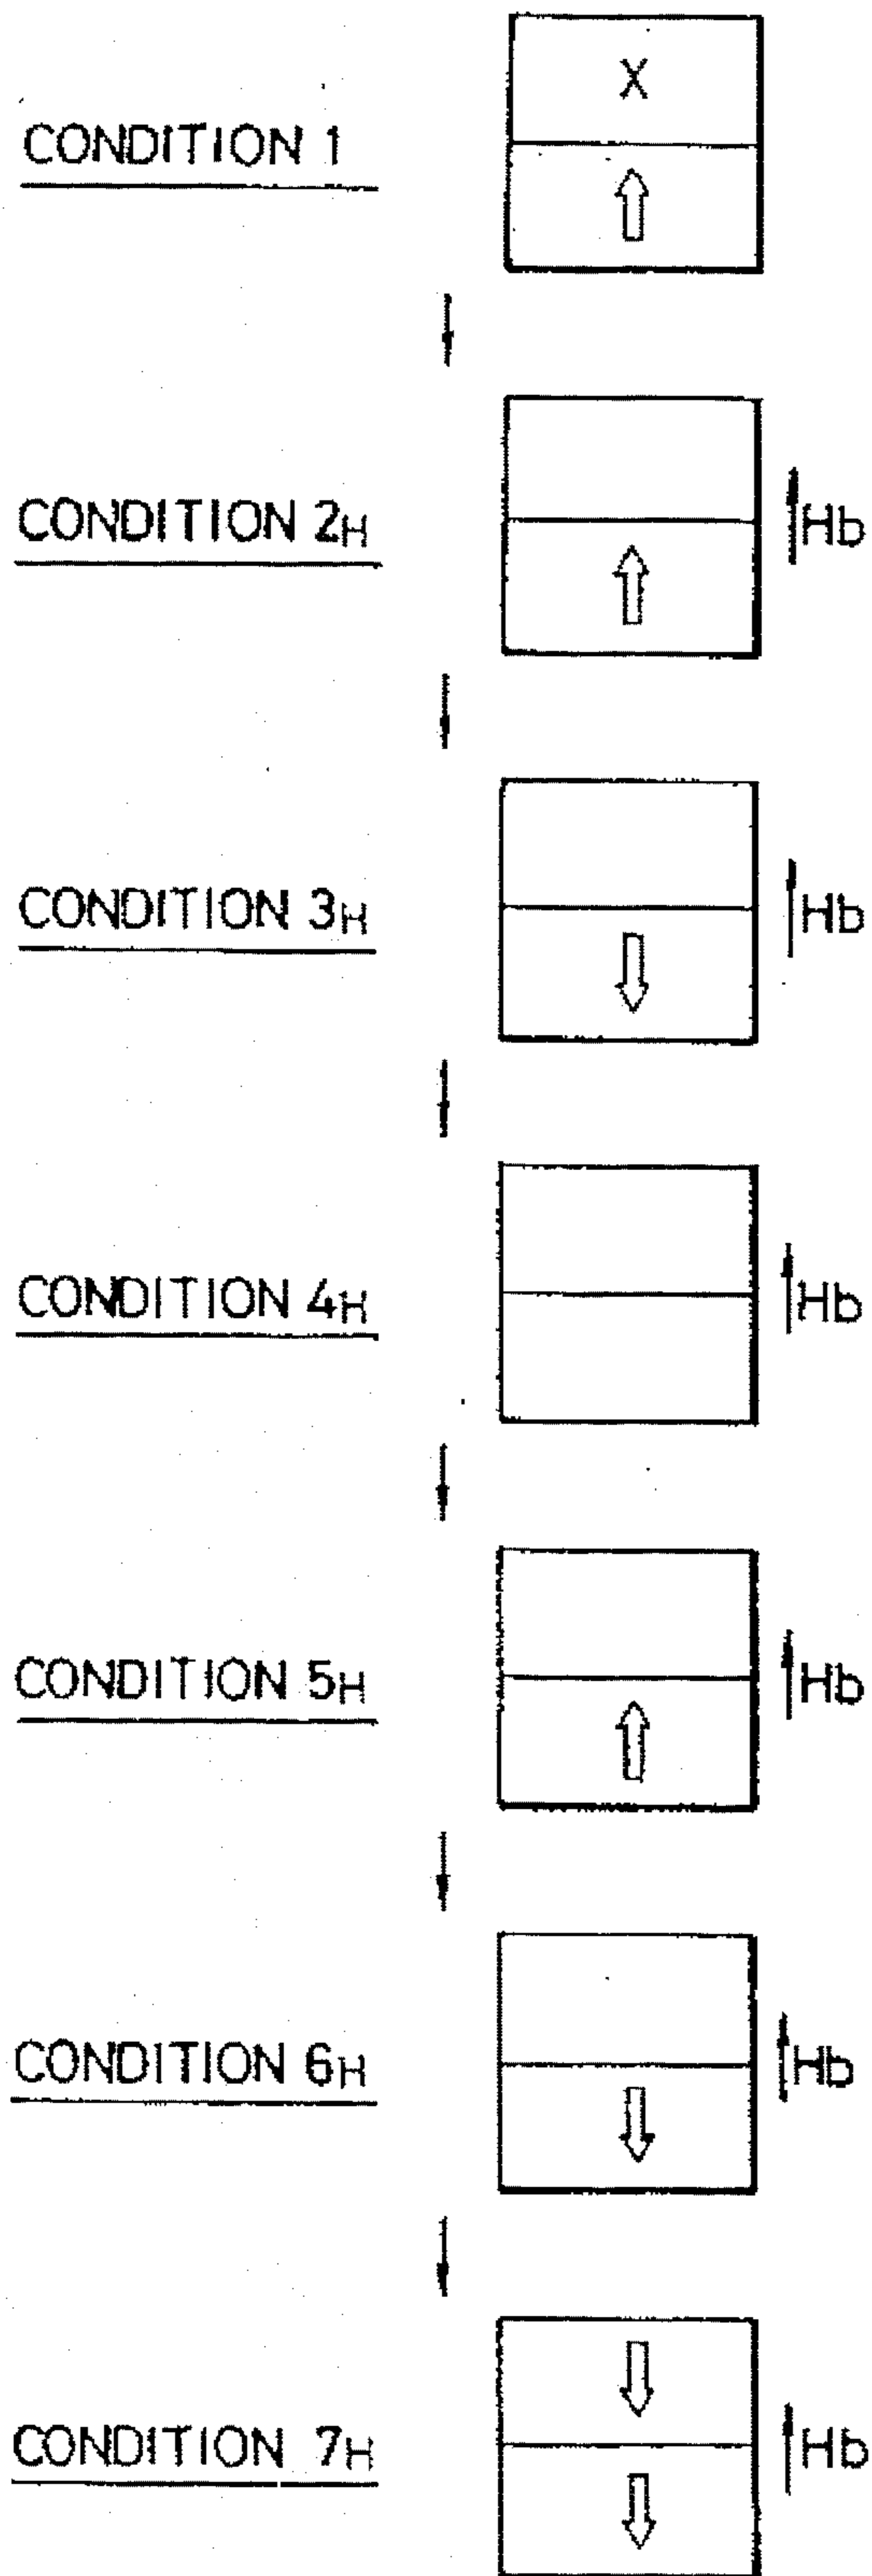 X
CONDITION 1
CONDITION 2H
Hb
CONDITION 3H
Hb
CONDITION 4H
Hb
CONDITION 5H
Hb
CONDITION 6H
Hb
CONDITION 7H
Hb